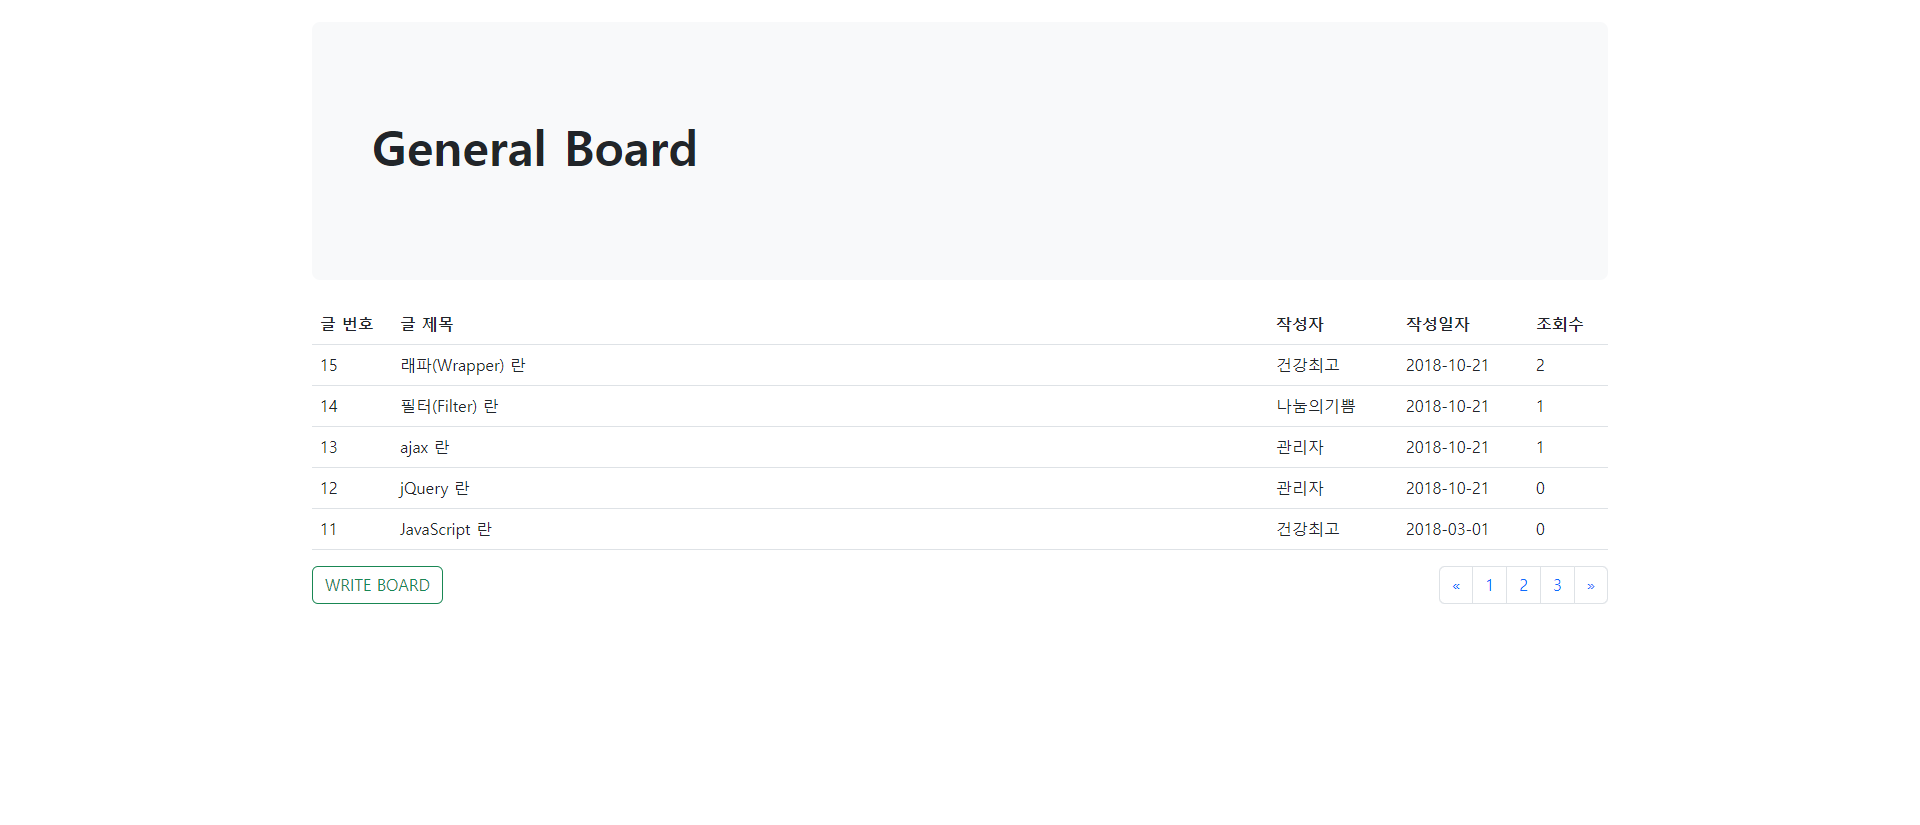 General Board
글 번호 글 제목 작성자 작성일자 조회수
15 래파(Wrapper) 란 건강최고 2018-10-21 2
14 필터(Filter) 란 나눔의기쁨 2018-10-21 1
13 ajax 란 관리자 2018-10-21 1
12 jQuery 란 관리자 2018-10-21 0
11 JavaScript 란 건강최고 2018-03-01 0
WRITE BOARD « 1 2 3 »